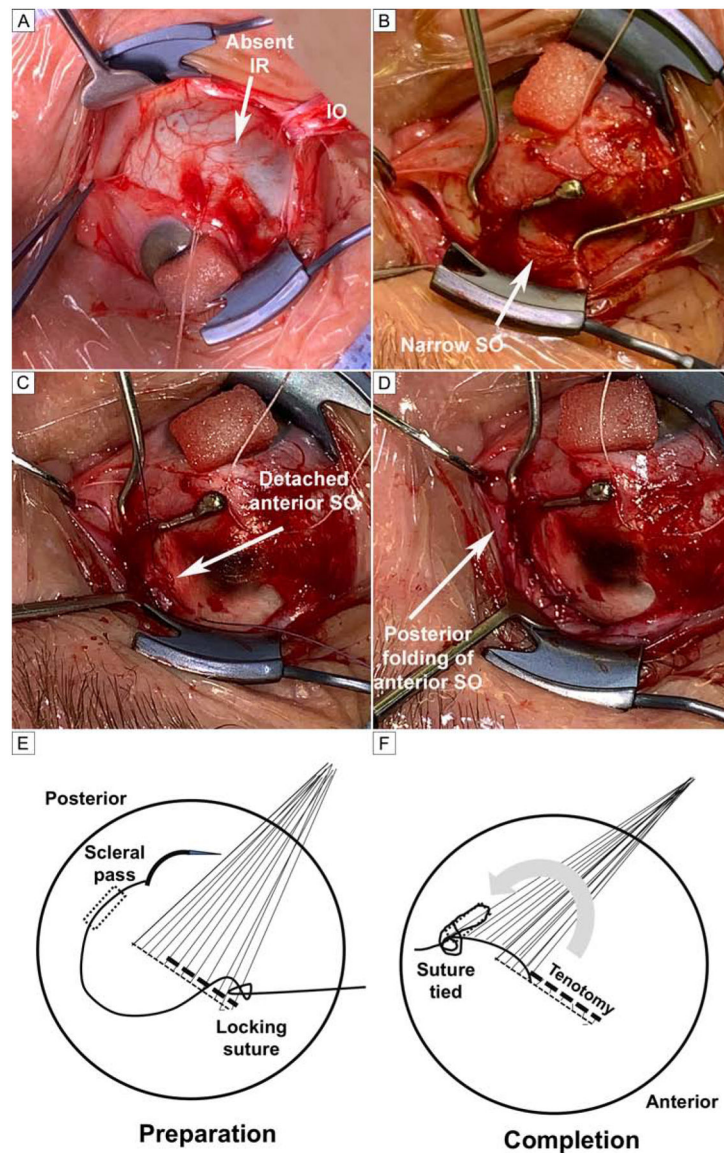 A
Absent
IR
IO
B
Narrow SO
C
Detached
anterior SO
D
Posterior
folding of
anterior SO
E
Posterior
Scleral
pass
Locking
suture
Preparation
F
Suture
tied
Tenotomy
Anterior
Completion